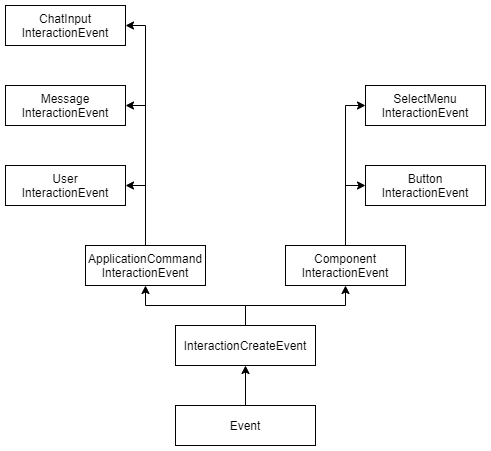 ChatInput
InteractionEvent
Message
InteractionEvent
SelectMenu
InteractionEvent
User
InteractionEvent
Button
InteractionEvent
ApplicationCommand
InteractionEvent
Component
InteractionEvent
InteractionCreateEvent
Event